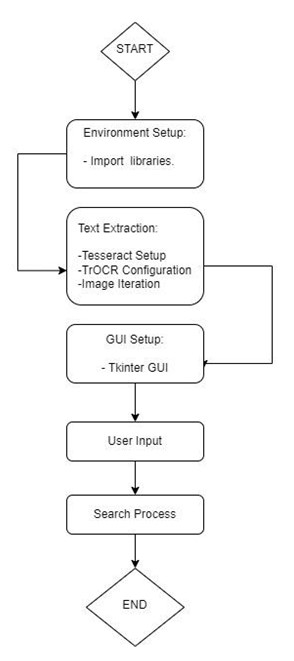 START
Environment Setup:
- Import libraries.
Text Extraction:
-Tesseract Setup
-TrOCR Configuration
-Image Iteration
GUI Setup:
- Tkinter GUI
User Input
Search Process
END